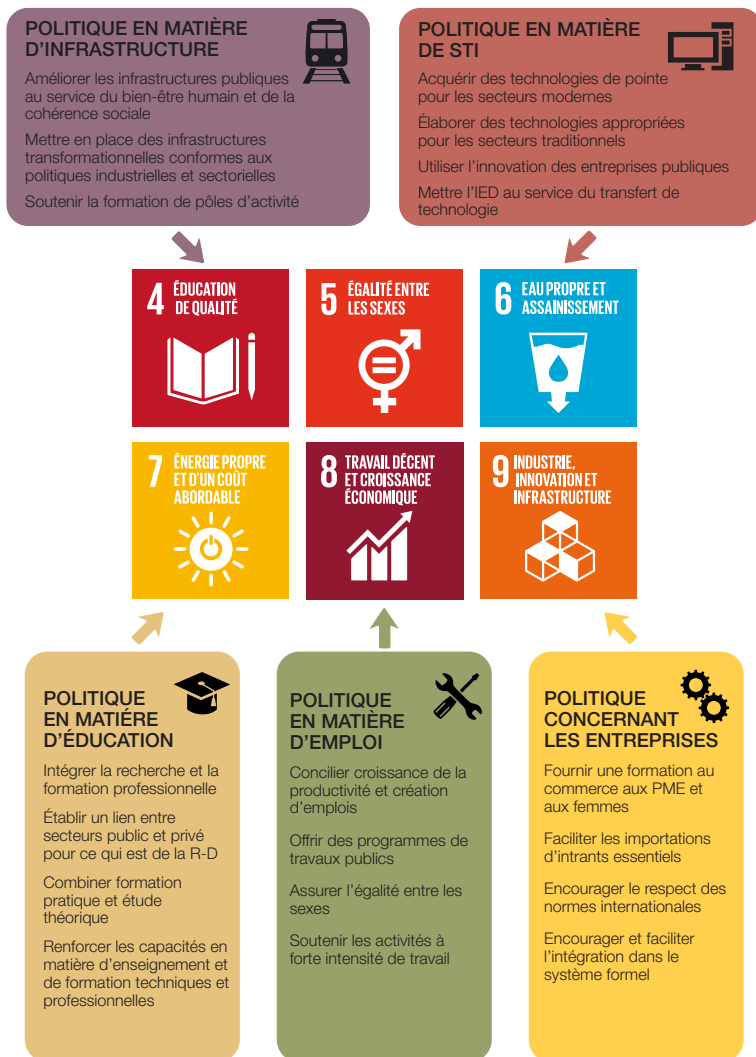 POLITIQUE EN MATIÈRE
D'INFRASTRUCTURE
Améliorer les infrastructures publiques
au service du bien-être humain et de la
cohérence sociale
Mettre en place des infrastructures
transformationnelles conformes aux
politiques industrielles et sectorielles
Soutenir la formation de pôles d'activité
POLITIQUE EN MATIÈRE
DE STI
Acquérir des technologies de pointe
pour les secteurs modernes
Élaborer des technologies appropriées
pour les secteurs traditionnels
Utiliser l'innovation des entreprises publiques
Mettre l'IED au service du transfert de
technologie
4 ÉDUCATION
DE QUALITÉ
5 ÉGALITÉ ENTRE
LES SEXES
6 EAU PROPRE ET
ASSAINISSEMENT
7 ÉNERGIE PROPRE
ET D'UN COÛT
ABORDABLE
8 TRAVAIL DÉCENT
ET CROISSANCE
ÉCONOMIQUE
9 INDUSTRIE,
INNOVATION ET
INFRASTRUCTURE
POLITIQUE
EN MATIÉRE
D'ÉDUCATION
Intégrer la recherche et la
formation professionnelle
Établir un lien entre
secteurs public et privé
pour ce qui est de la R-D
Combiner formation
pratique et étude
théorique
Renforcer les capacités en
matière d'enseignement et
de formation techniques et
professionnelles
POLITIQUE
EN MATIÈRE
D'EMPLOI
Concilier croissance de la
productivité et création
d'emplois
Offrir des programmes de
travaux publics
Assurer l'égalité entre les
sexes
Soutenir les activités à
forte intensité de travail
POLITIQUE
CONCERNANT
LES ENTREPRISES
Fournir une formation au
commerce aux PME et
aux femmes
Faciliter les importations
d'intrants essentiels
Encourager le respect des
normes internationales
Encourager et faciliter
l'intégration dans le
système formel